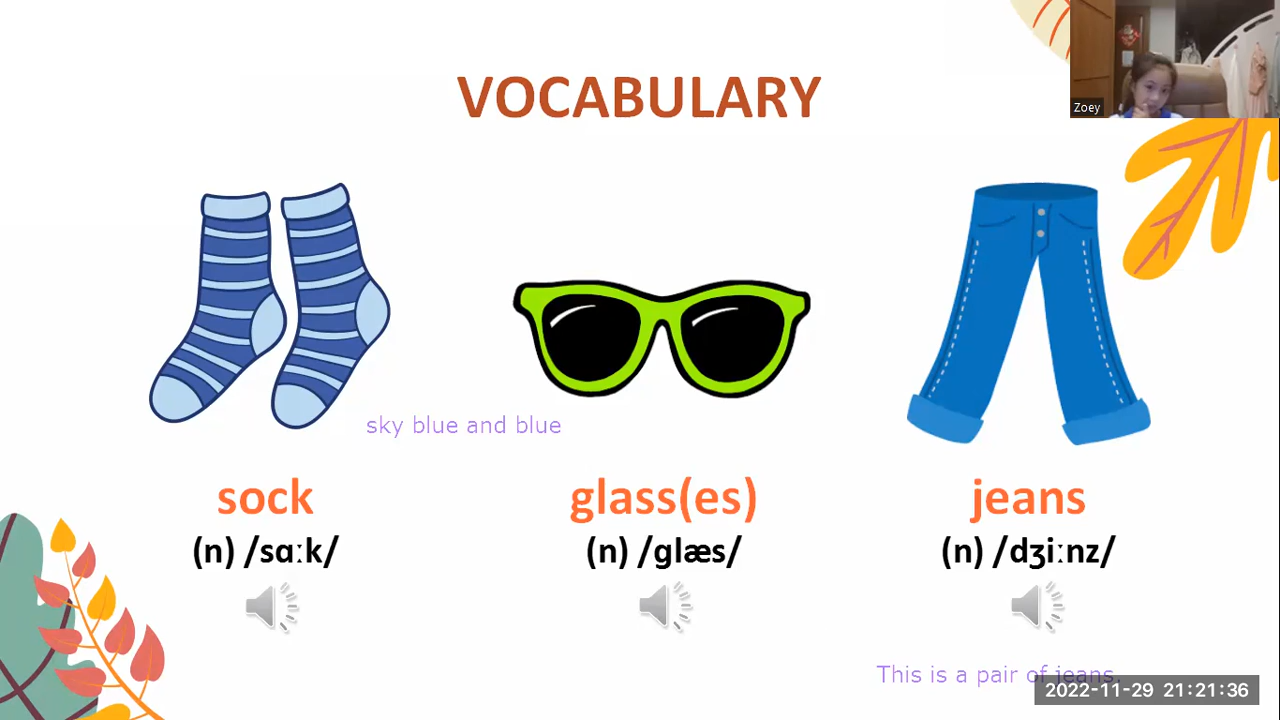 Zoey
VOCABULARY
sky blue and blue
sock
glass(es)
jeans
(n) /sɑːk/
(n) /glæs/
(n) /dʒiːnz/
This is a pair of jeans.
2022-11-29 21:21:36